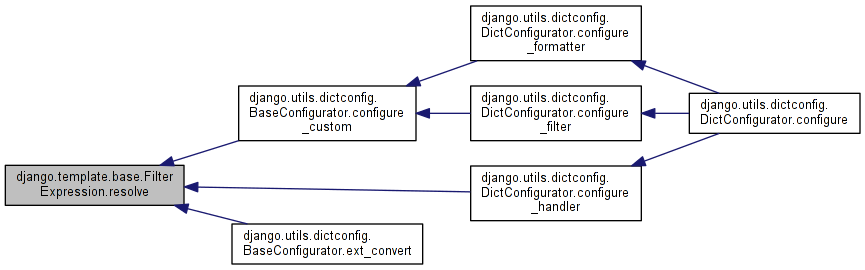 django.utils.dictconfig.
DictConfigurator.configure
_formatter
django.utils.dictconfig.
BaseConfigurator.configure
_custom
django.utils.dictconfig.
DictConfigurator.configure
_filter
django.utils.dictconfig.
DictConfigurator.configure
django.template.base.Filter
Expression.resolve
django.utils.dictconfig.
DictConfigurator.configure
_handler
django.utils.dictconfig.
BaseConfigurator.ext_convert